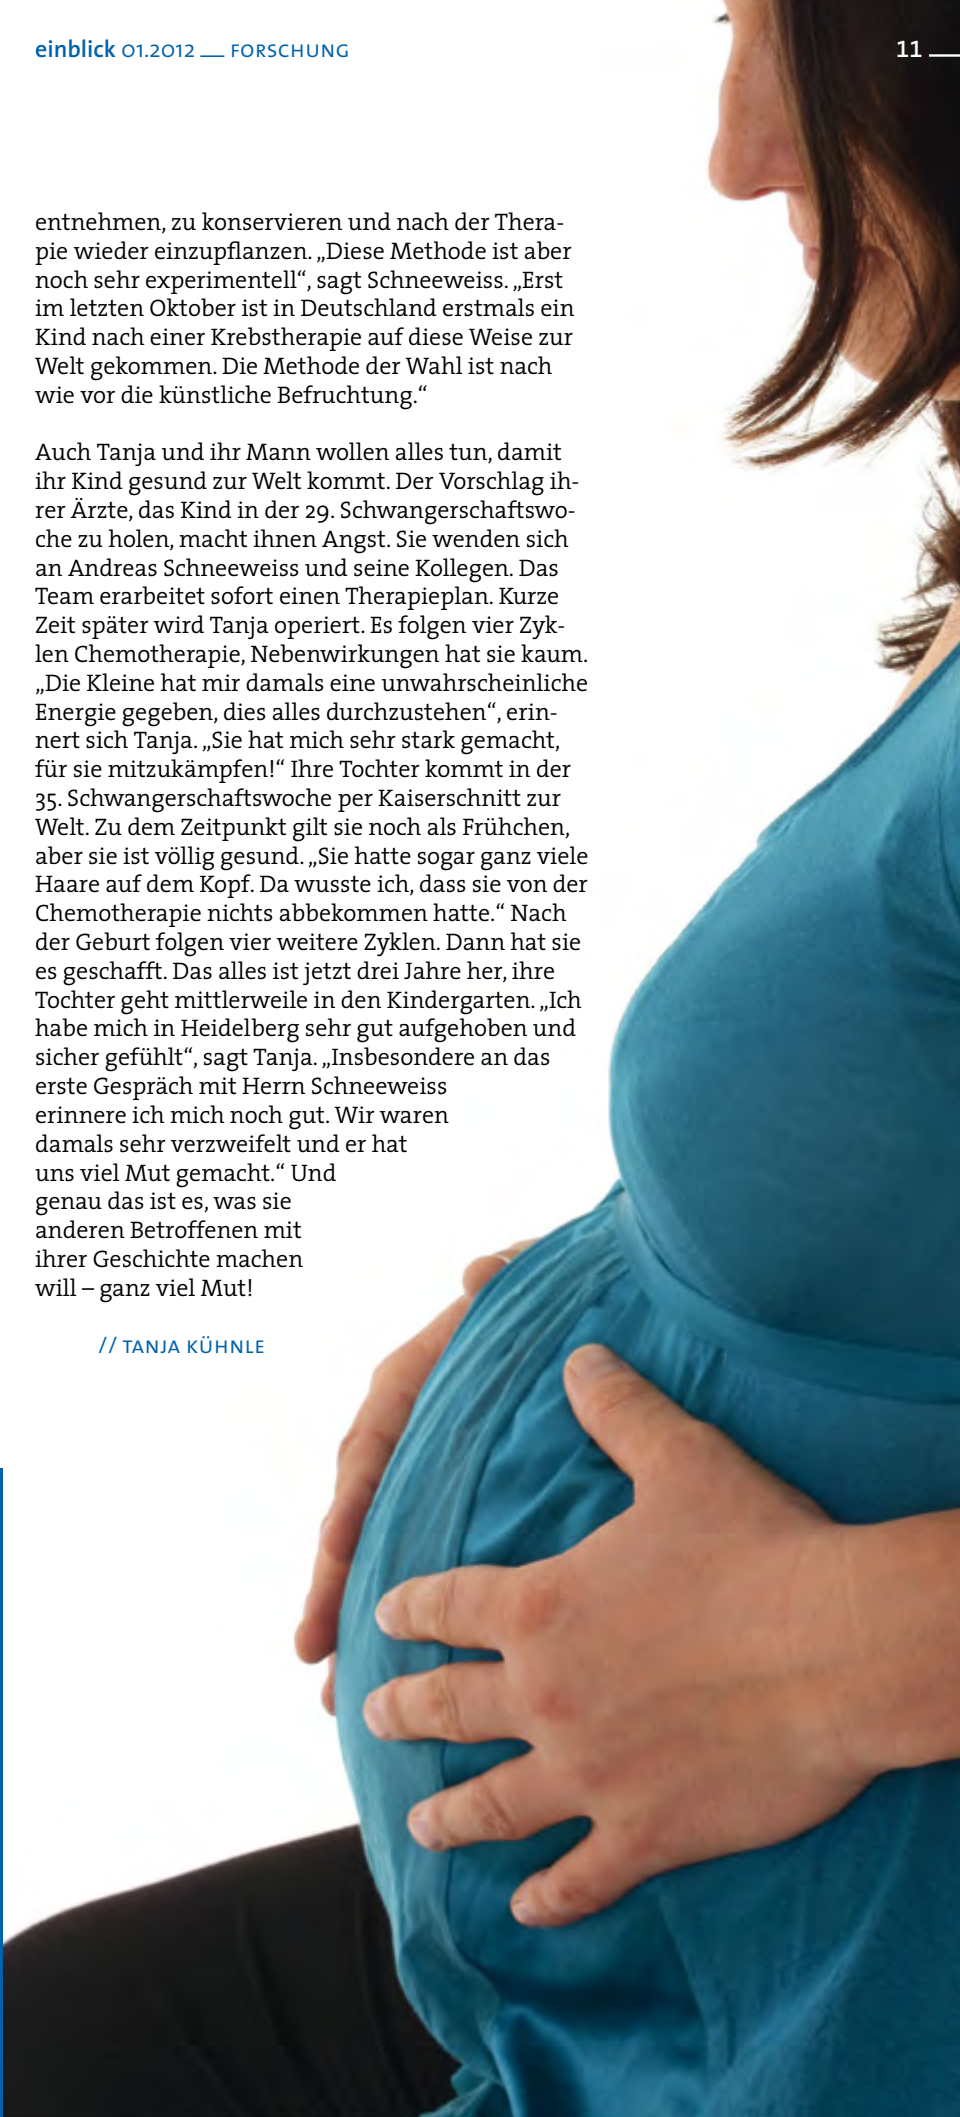 einblick 01.2012 __ FORSCHUNG
11 __
entnehmen, zu konservieren und nach der Thera-
pie wieder einzupflanzen. „Diese Methode ist aber
noch sehr experimentell“, sagt Schneeweiss. „Erst
im letzten Oktober ist in Deutschland erstmals ein
Kind nach einer Krebstherapie auf diese Weise zur
Welt gekommen. Die Methode der Wahl ist nach
wie vor die künstliche Befruchtung.“
Auch Tanja und ihr Mann wollen alles tun, damit
ihr Kind gesund zur Welt kommt. Der Vorschlag ih-
rer Ärzte, das Kind in der 29. Schwangerschaftswo-
che zu holen, macht ihnen Angst. Sie wenden sich
an Andreas Schneeweiss und seine Kollegen. Das
Team erarbeitet sofort einen Therapieplan. Kurze
Zeit später wird Tanja operiert. Es folgen vier Zyk-
len Chemotherapie, Nebenwirkungen hat sie kaum.
„Die Kleine hat mir damals eine unwahrscheinliche
Energie gegeben, dies alles durchzustehen“, erin-
nert sich Tanja. „Sie hat mich sehr stark gemacht,
für sie mitzukämpfen!“ Ihre Tochter kommt in der
35. Schwangerschaftswoche per Kaiserschnitt zur
Welt. Zu dem Zeitpunkt gilt sie noch als Frühchen,
aber sie ist völlig gesund. „Sie hatte sogar ganz viele
Haare auf dem Kopf. Da wusste ich, dass sie von der
Chemotherapie nichts abbekommen hatte.“ Nach
der Geburt folgen vier weitere Zyklen. Dann hat sie
es geschafft. Das alles ist jetzt drei Jahre her, ihre
Tochter geht mittlerweile in den Kindergarten. „Ich
habe mich in Heidelberg sehr gut aufgehoben und
sicher gefühlt“, sagt Tanja. „Insbesondere an das
erste Gespräch mit Herrn Schneeweiss
erinnere ich mich noch gut. Wir waren
damals sehr verzweifelt und er hat
uns viel Mut gemacht.“ Und
genau das ist es, was sie
anderen Betroffenen mit
ihrer Geschichte machen
will – ganz viel Mut!
// TANJA KÜHNLE